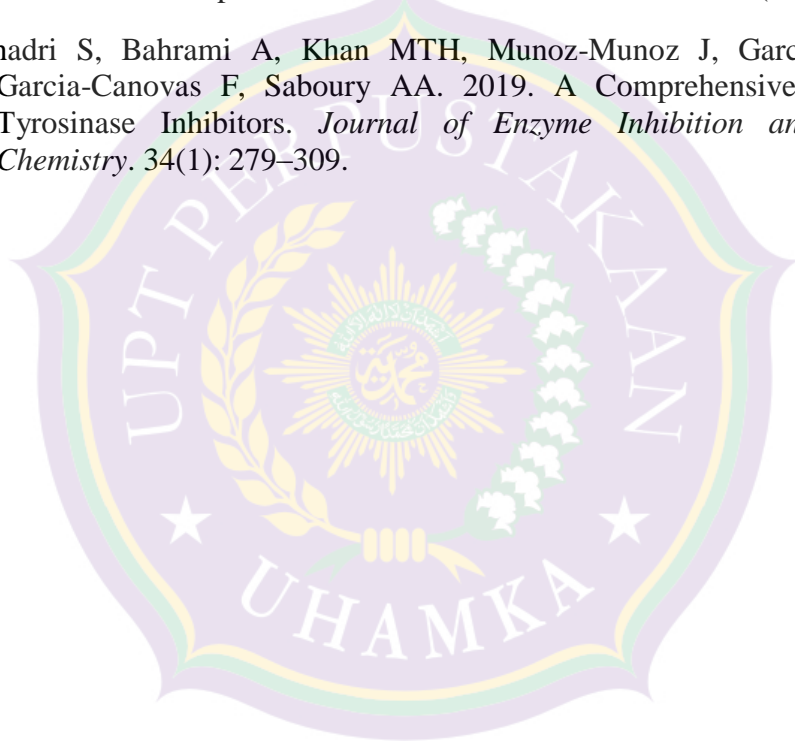 nadri S, Bahrami A, Khan MTH, Munoz-Munoz J, Garc
Garcia-Canovas F, Saboury AA. 2019. A Comprehensive
Tyrosinase Inhibitors. Journal of Enzyme Inhibition an
Chemistry. 34(1): 279–309.
UPT PERPUSTAKAAN
UHAMKA